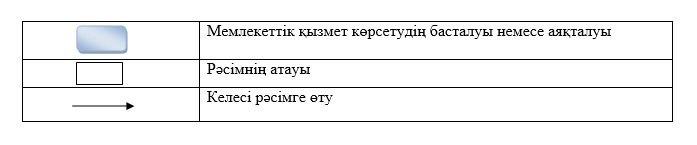 Мемлекеттік қызмет көрсетудің басталуы немесе аяқталуы
Рәсімнің атауы
Келесі рәсімге өту